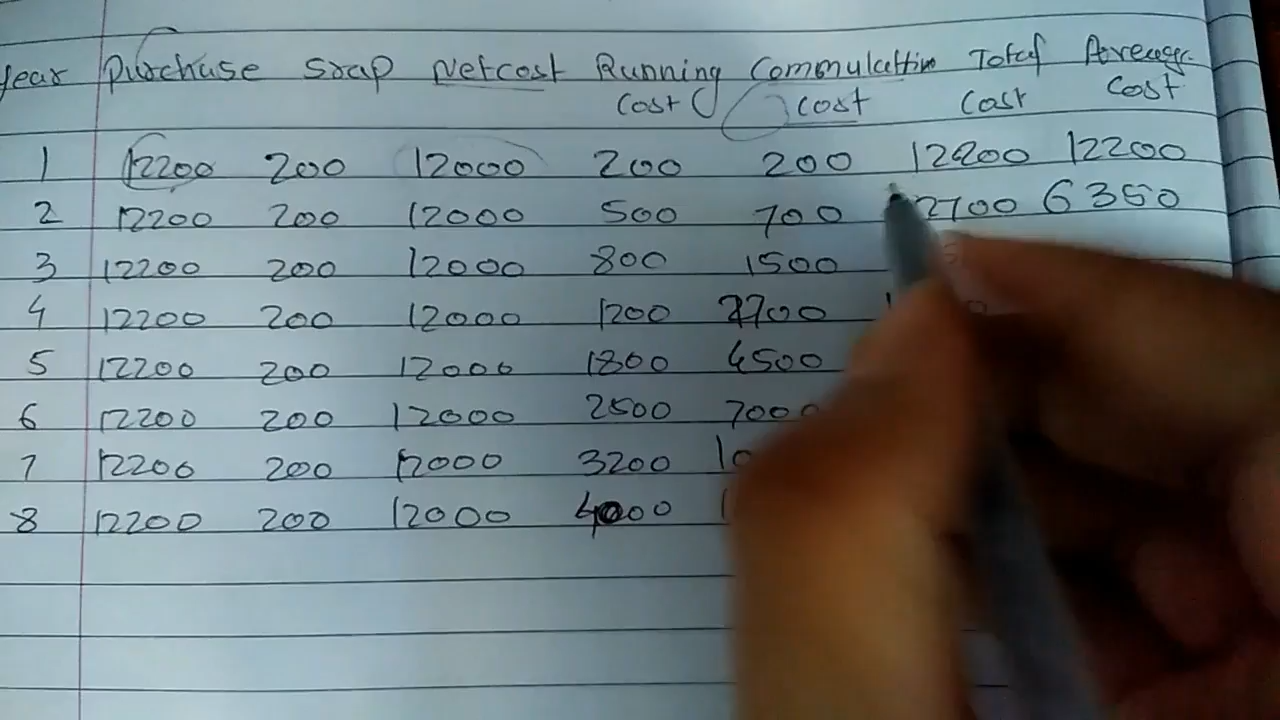 Year Purchase Srap Netcost Running Commulattin Total Average
Cost cost Cost Cost
1 12200 200 12000 200 200 12200 12200
2 12200 200 12000 500 700 2700 6350
3 12200 200 12000 800 1500
4 12200 200 12000 1200 2700
5 12200 200 12000 1800 4500
6 12200 200 12000 2500 7000
7 12200 200 12000 3200
8 12200 200 12000 4000